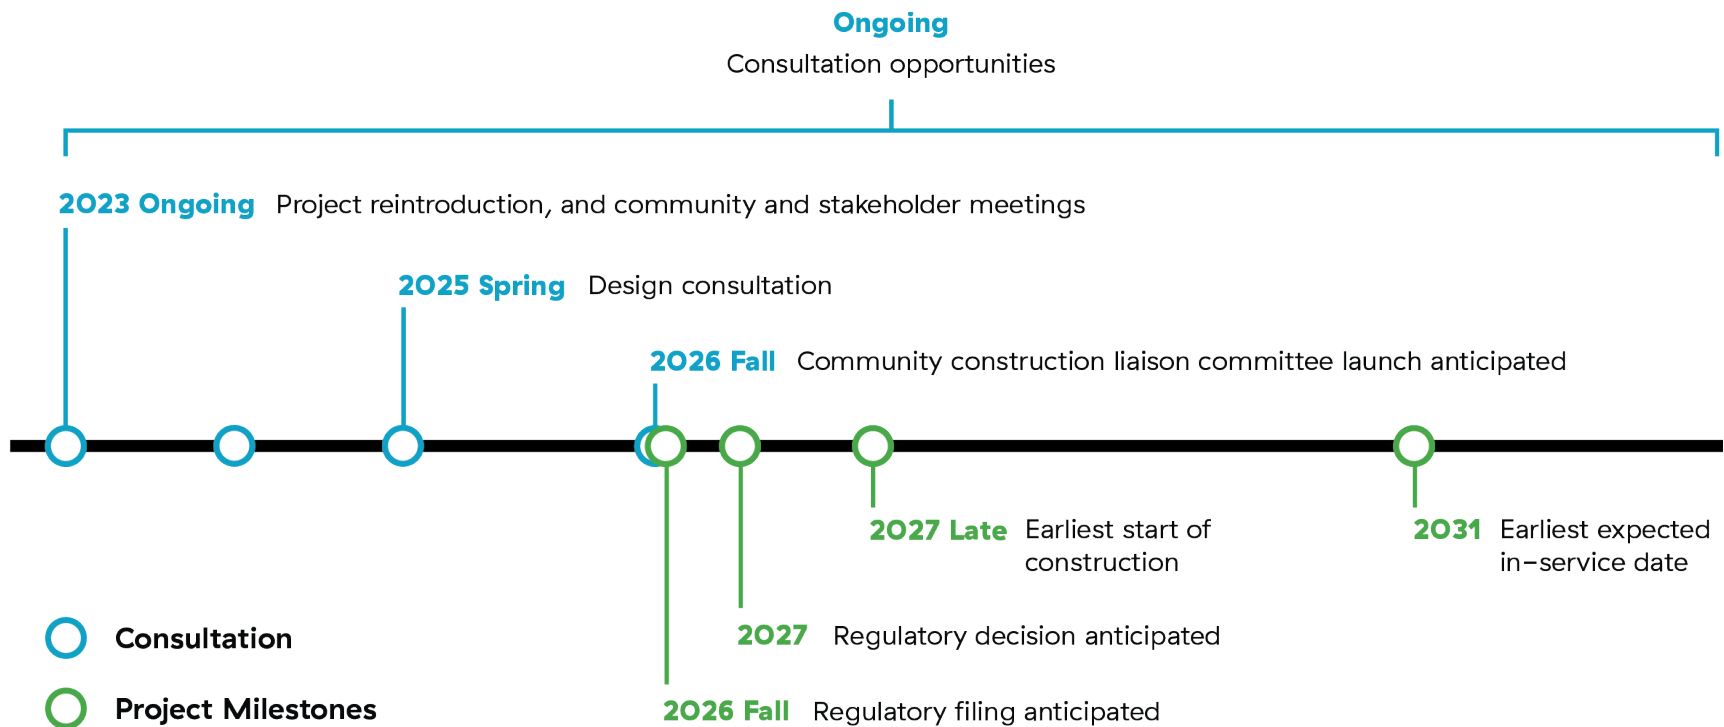 Ongoing
Consultation opportunities
2023 Ongoing Project reintroduction, and community and stakeholder meetings
2025 Spring Design consultation
2026 Fall Community construction liaison committee launch anticipated
2027 Late Earliest start of
construction
2031 Earliest expected
in-service date
2027 Regulatory decision anticipated
2026 Fall Regulatory filing anticipated
Consultation
Project Milestones